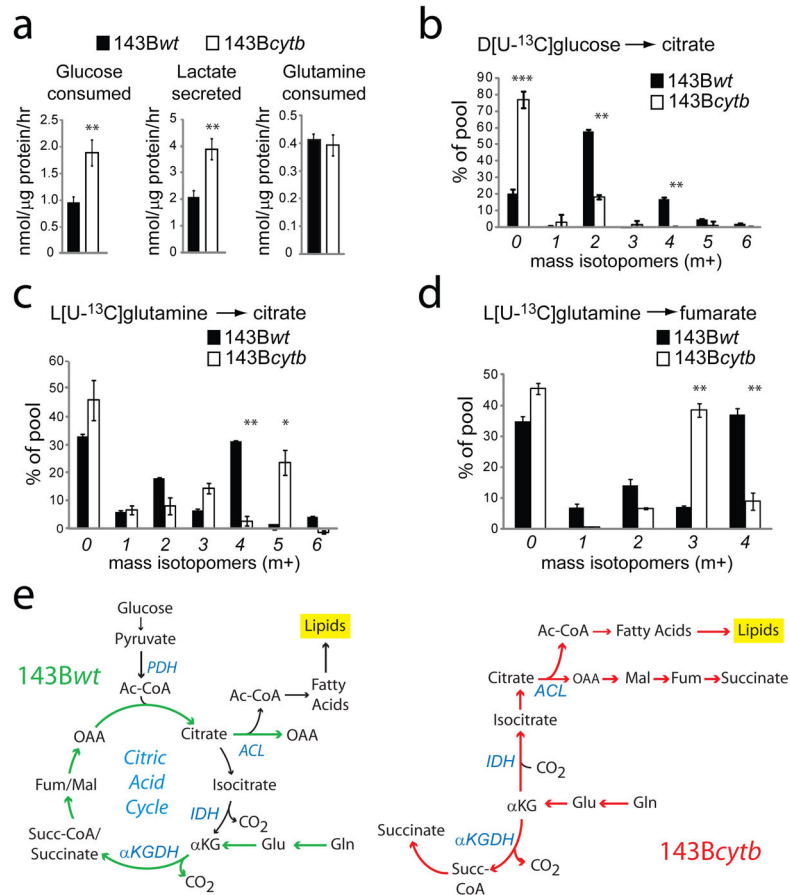 a
143Bwt 143Bcytb
Glucose consumed
Lactate secreted
Glutamine consumed
nmol/µg protein/hr
2.5
2.0
1.5
1.0
0.5
0
**
nmol/µg protein/hr
5
4
3
2
1
0
**
nmol/µg protein/hr
0.5
0.4
0.3
0.2
0.1
0
b
D[U-13C]glucose → citrate
143Bwt
143Bcytb
% of pool
90
80
70
60
50
40
30
20
10
0
*** ** **
0 1 2 3 4 5 6
mass isotopomers (m+)
c
L[U-13C]glutamine → citrate
143Bwt
143Bcytb
% of pool
60
50
40
30
20
10
0
** *
0 1 2 3 4 5 6
mass isotopomers (m+)
d
L[U-13C]glutamine → fumarate
143Bwt
143Bcytb
% of pool
50
40
30
20
10
0
** **
0 1 2 3 4
mass isotopomers (m+)
e
143Bwt
Glucose
Pyruvate
PDH
Ac-CoA
OAA
Citrate
ACL
OAA
Ac-CoA
Fatty Acids
Lipids
Citric
Acid
Cycle
Fum/Mal
Isocitrate
IDH
CO2
Succ-CoA/
Succinate
αKGDH
αKG
Glu
Gln
CO2
Ac-CoA
Fatty Acids
Lipids
Citrate
ACL
OAA
Mal
Fum
Succinate
Isocitrate
IDH
CO2
αKG
Glu
Gln
Succinate
αKGDH
CO2
Succ-
CoA
143Bcytb